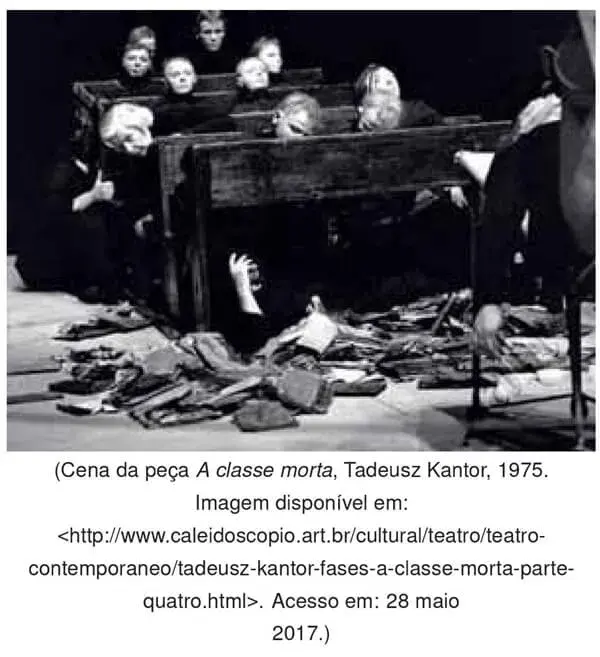 (Cena da peça A classe morta, Tadeusz Kantor, 1975.
Imagem disponível em:
<http://www.caleidoscopio.art.br/cultural/teatro/teatro-
contemporaneo/tadeusz-kantor-fases-a-classe-morta-parte-
quatro.html>. Acesso em: 28 maio
2017.)